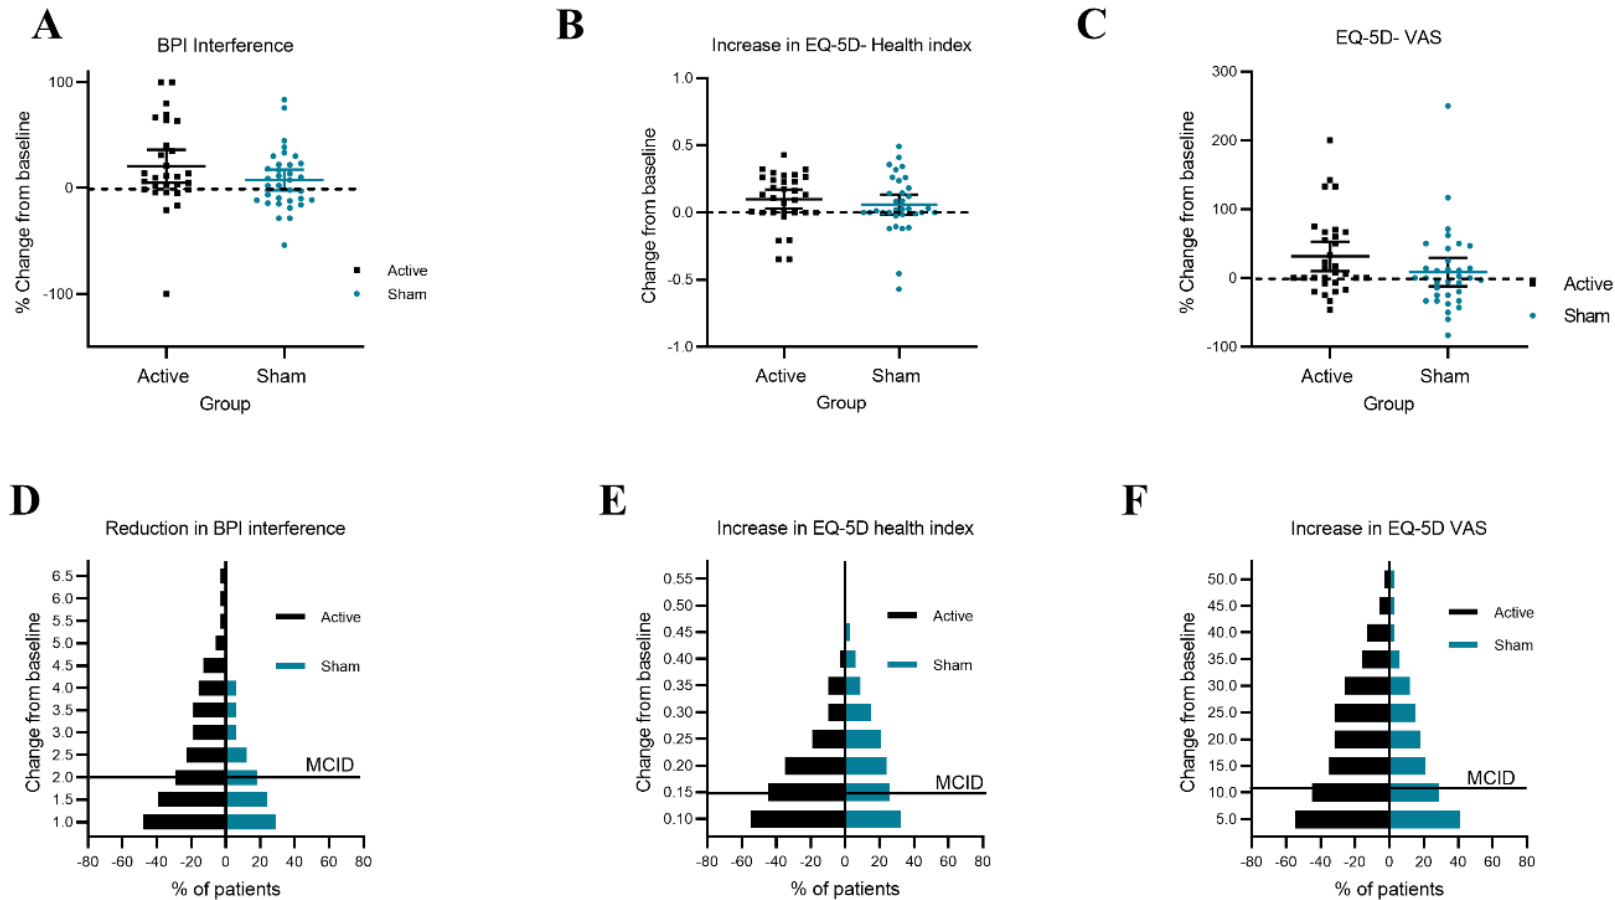 A
BPI Interference
% Change from baseline
100
0
-100
Active
Sham
Active
Sham
Group
B
Increase in EQ-5D- Health index
Change from baseline
1.0
0.5
0.0
-0.5
-1.0
Active
Sham
Group
C
EQ-5D- VAS
% Change from baseline
300
200
100
0
-100
Active
Sham
Active
Sham
Group
D
Reduction in BPI interference
Change from baseline
6.5
6.0
5.5
5.0
4.5
4.0
3.5
3.0
2.5
2.0
1.5
1.0
Active
Sham
MCID
-80 -60 -40 -20 0 20 40 60 80
% of patients
E
Increase in EQ-5D health index
Change from baseline
0.55
0.50
0.45
0.40
0.35
0.30
0.25
0.20
0.15
0.10
Active
Sham
MCID
-80 -60 -40 -20 0 20 40 60 80
% of patients
F
Increase in EQ-5D VAS
Change from baseline
50.0
45.0
40.0
35.0
30.0
25.0
20.0
15.0
10.0
5.0
Active
Sham
MCID
-80 -60 -40 -20 0 20 40 60 80
% of patients